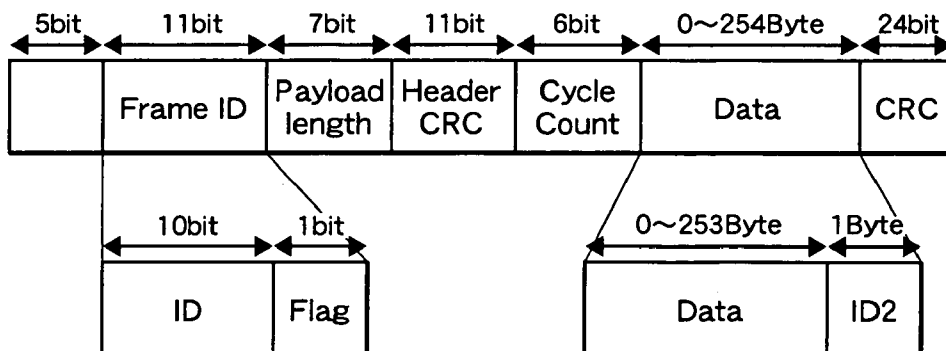 5bit 11bit 7bit 11bit 6bit 0~254Byte 24bit
Frame ID Payload length Header CRC Cycle Count Data CRC
10bit 1bit 0~253Byte 1Byte
ID Flag Data ID2